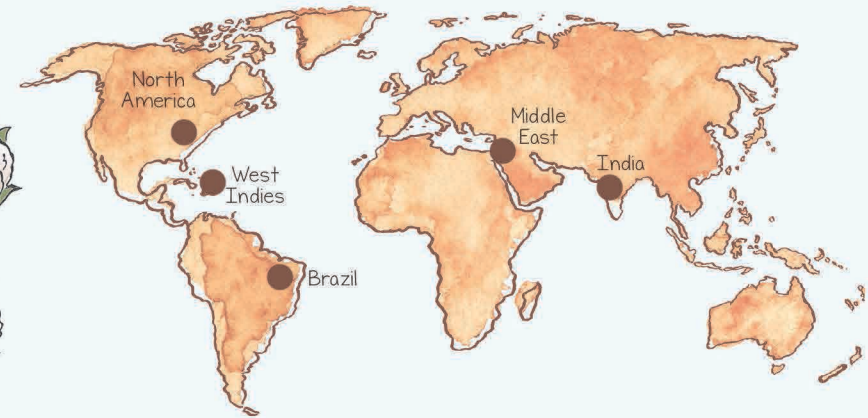 North
America
Middle
East
India
West
Indies
Brazil